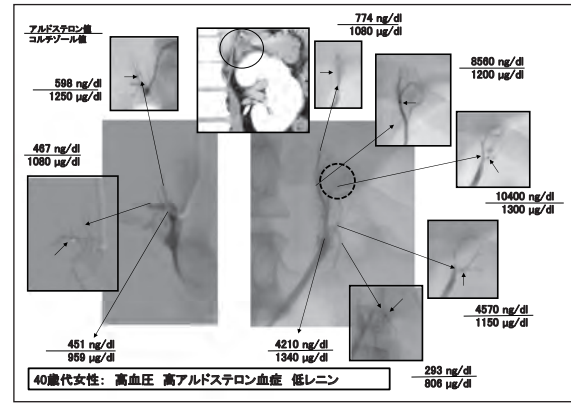 アルドステロン値
コルチゾール値
774 ng/dl
1080 μg/dl
598 ng/dl
1250 μg/dl
8560 ng/dl
1200 μg/dl
467 ng/dl
1080 μg/dl
10400 ng/dl
1300 μg/dl
451 ng/dl
959 μg/dl
4210 ng/dl
1340 μg/dl
4570 ng/dl
1150 μg/dl
293 ng/dl
806 μg/dl
40歳代女性： 高血圧 高アルドステロン血症 低レニン